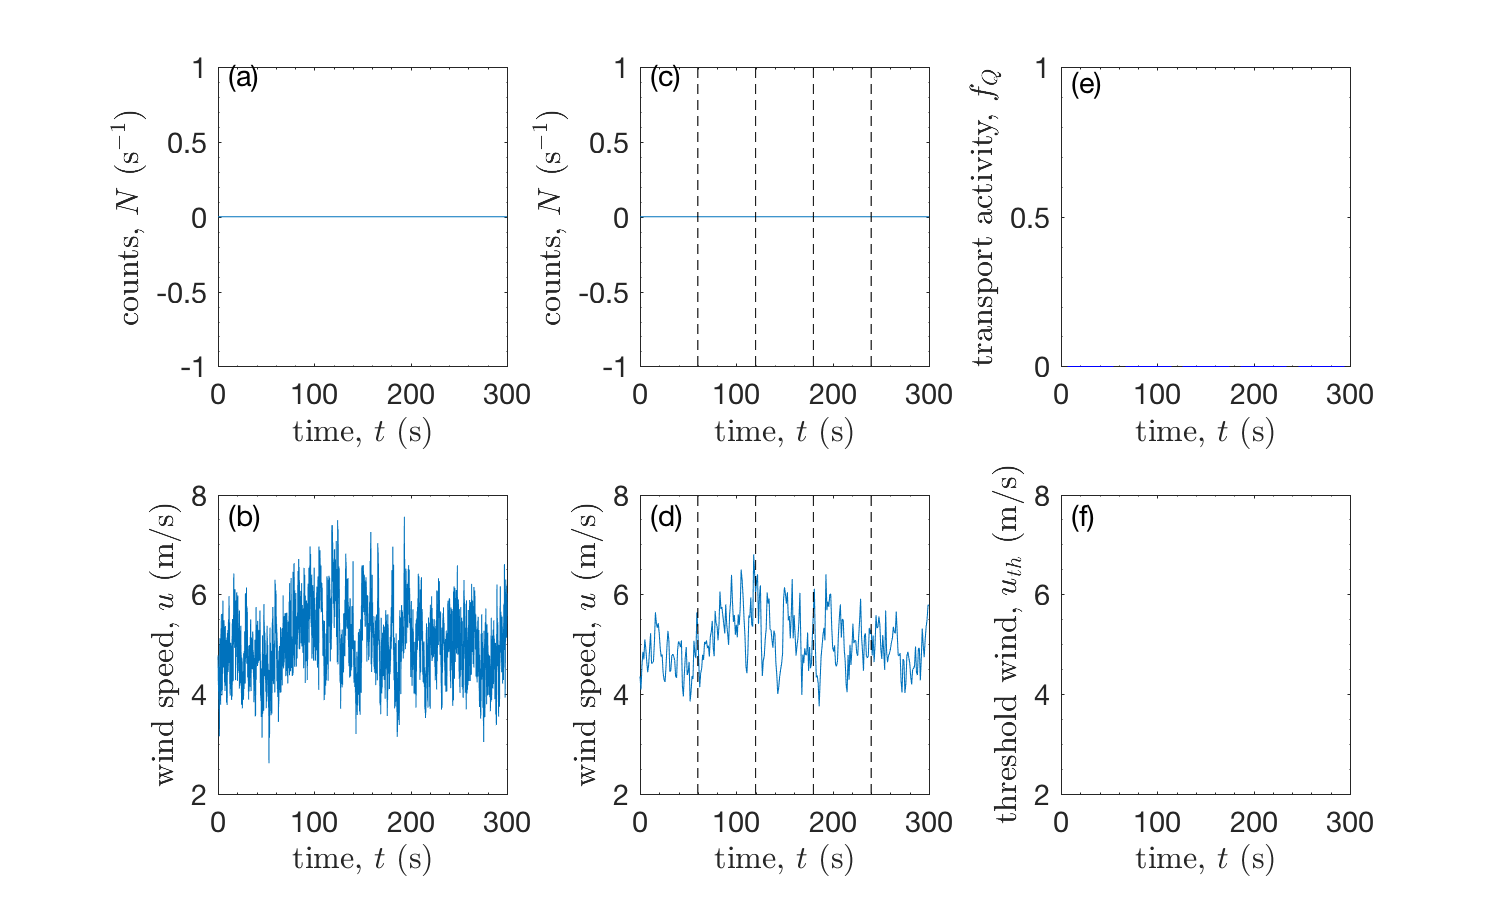 (a)
1
0.5
0
-0.5
-1
counts, N (s⁻¹)
0 100 200 300
time, t (s)
(c)
1
0.5
0
-0.5
-1
counts, N (s⁻¹)
0 100 200 300
time, t (s)
(e)
1
0.5
0
transport activity, f_Q
0 100 200 300
time, t (s)
(b)
8
6
4
2
wind speed, u (m/s)
0 100 200 300
time, t (s)
(d)
8
6
4
2
wind speed, u (m/s)
0 100 200 300
time, t (s)
(f)
8
6
4
2
threshold wind, u_th (m/s)
0 100 200 300
time, t (s)